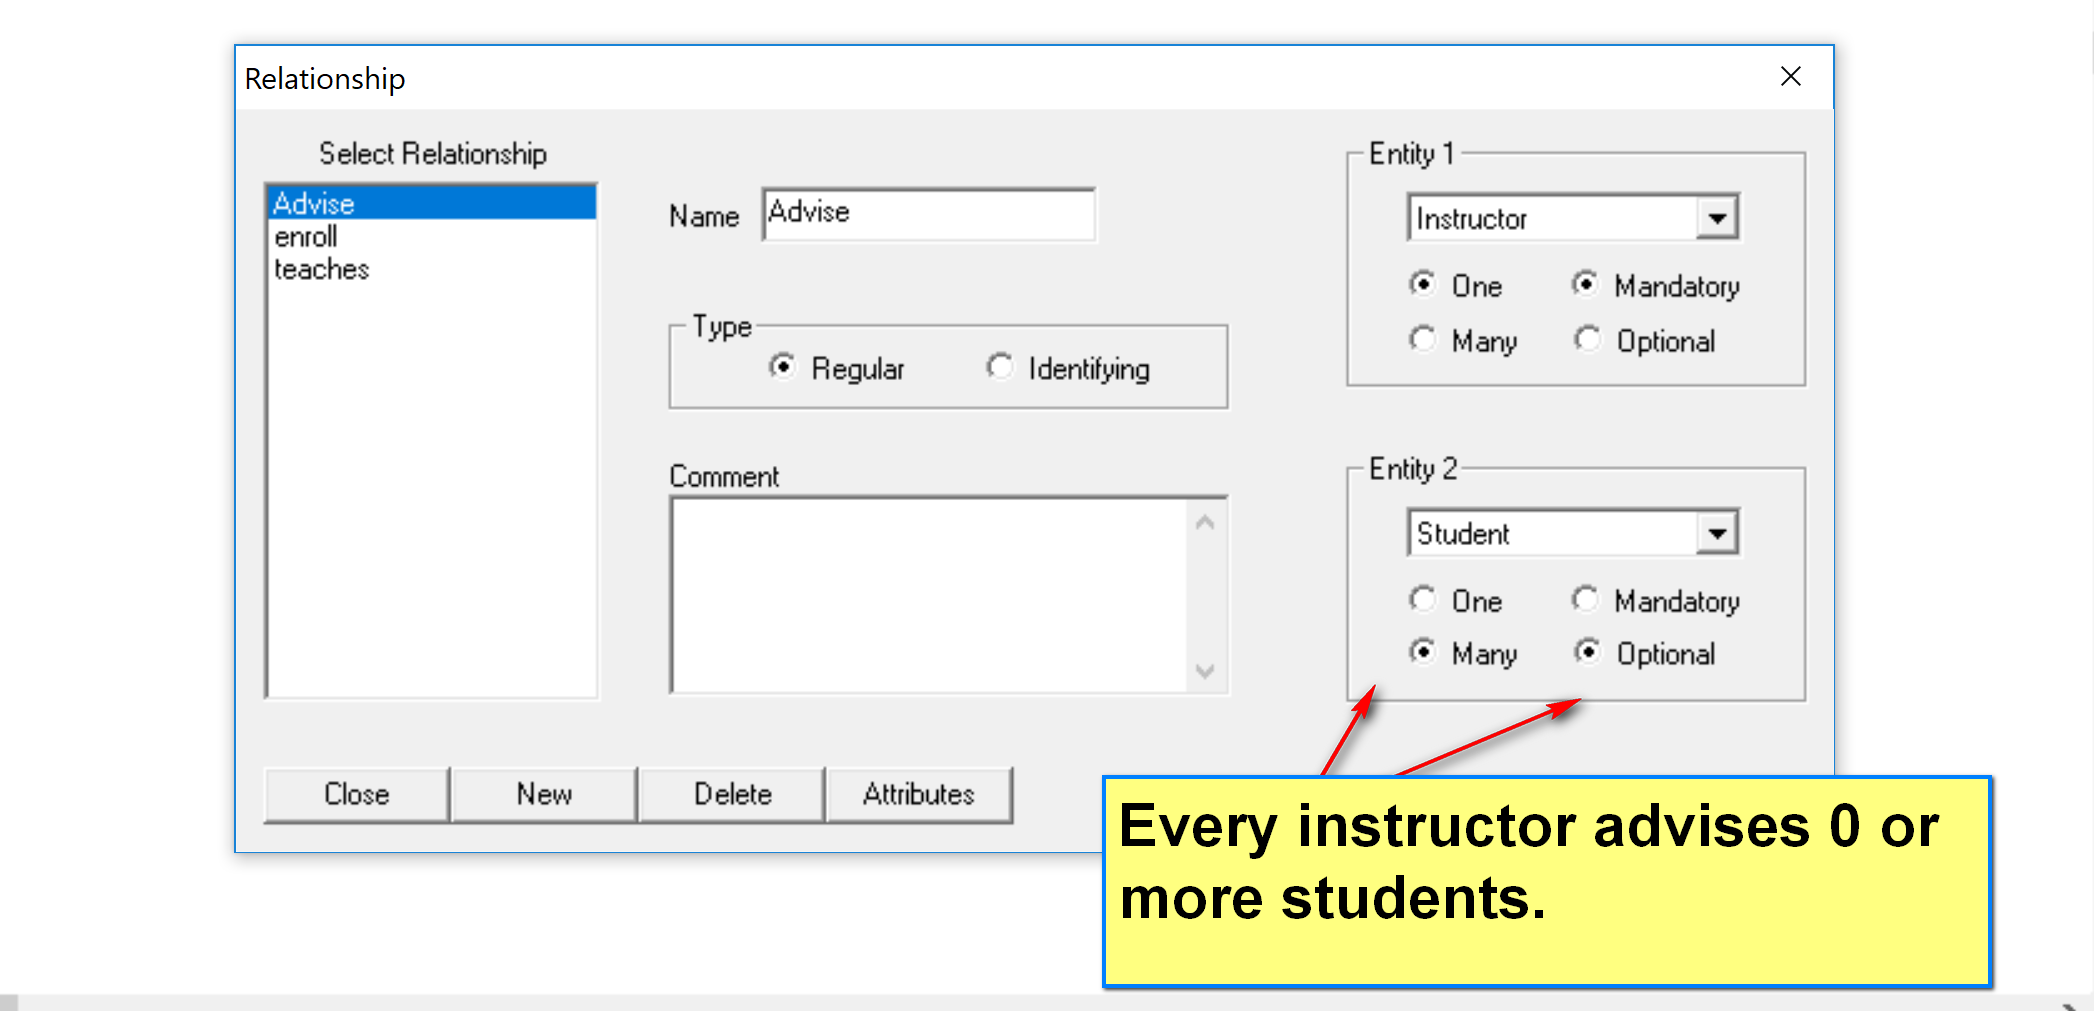 Relationship
Select Relationship
Advise
enroll
teaches
Name Advise
Type
Regular Identifying
Comment
Entity 1
Instructor
One Mandatory
Many Optional
Entity 2
Student
One Mandatory
Many Optional
Close New Delete Attributes
Every instructor advises 0 or
more students.